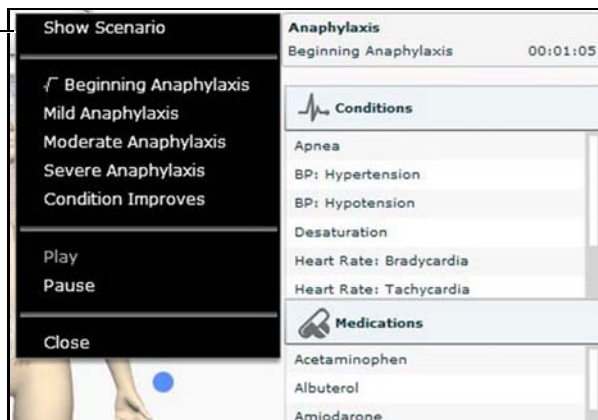 Show Scenario
√ Beginning Anaphylaxis
Mild Anaphylaxis
Moderate Anaphylaxis
Severe Anaphylaxis
Condition Improves
Play
Pause
Close
Anaphylaxis
Beginning Anaphylaxis 00:01:05
Conditions
Apnea
BP: Hypertension
BP: Hypotension
Desaturation
Heart Rate: Bradycardia
Heart Rate: Tachycardia
Medications
Acetaminophen
Albuterol
Amiodarone